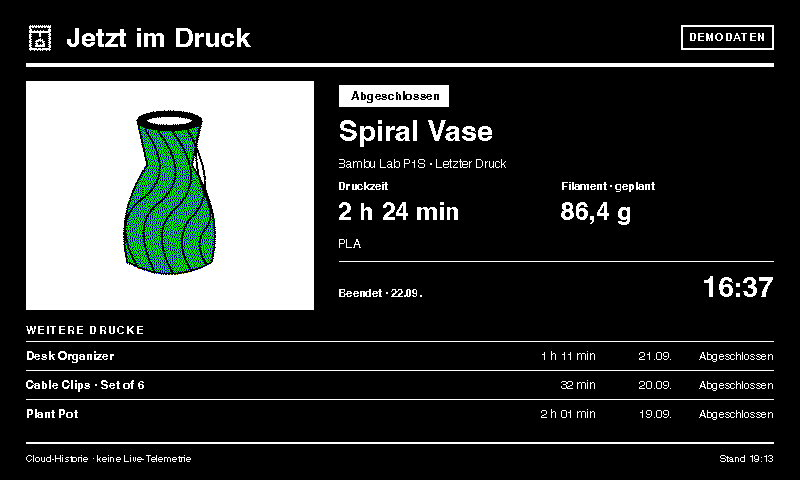 Jetzt im Druck
DEMODATEN
Abgeschlossen
Spiral Vase
Bambu Lab P1S · Letzter Druck
Druckzeit
Filament · geplant
2 h 24 min
86,4 g
PLA
Beendet · 22.09.
16:37
WEITERE DRUCKE
Desk Organizer 1 h 11 min 21.09. Abgeschlossen
Cable Clips · Set of 6 32 min 20.09. Abgeschlossen
Plant Pot 2 h 01 min 19.09. Abgeschlossen
Cloud-Historie · keine Live-Telemetrie
Stand 19:13